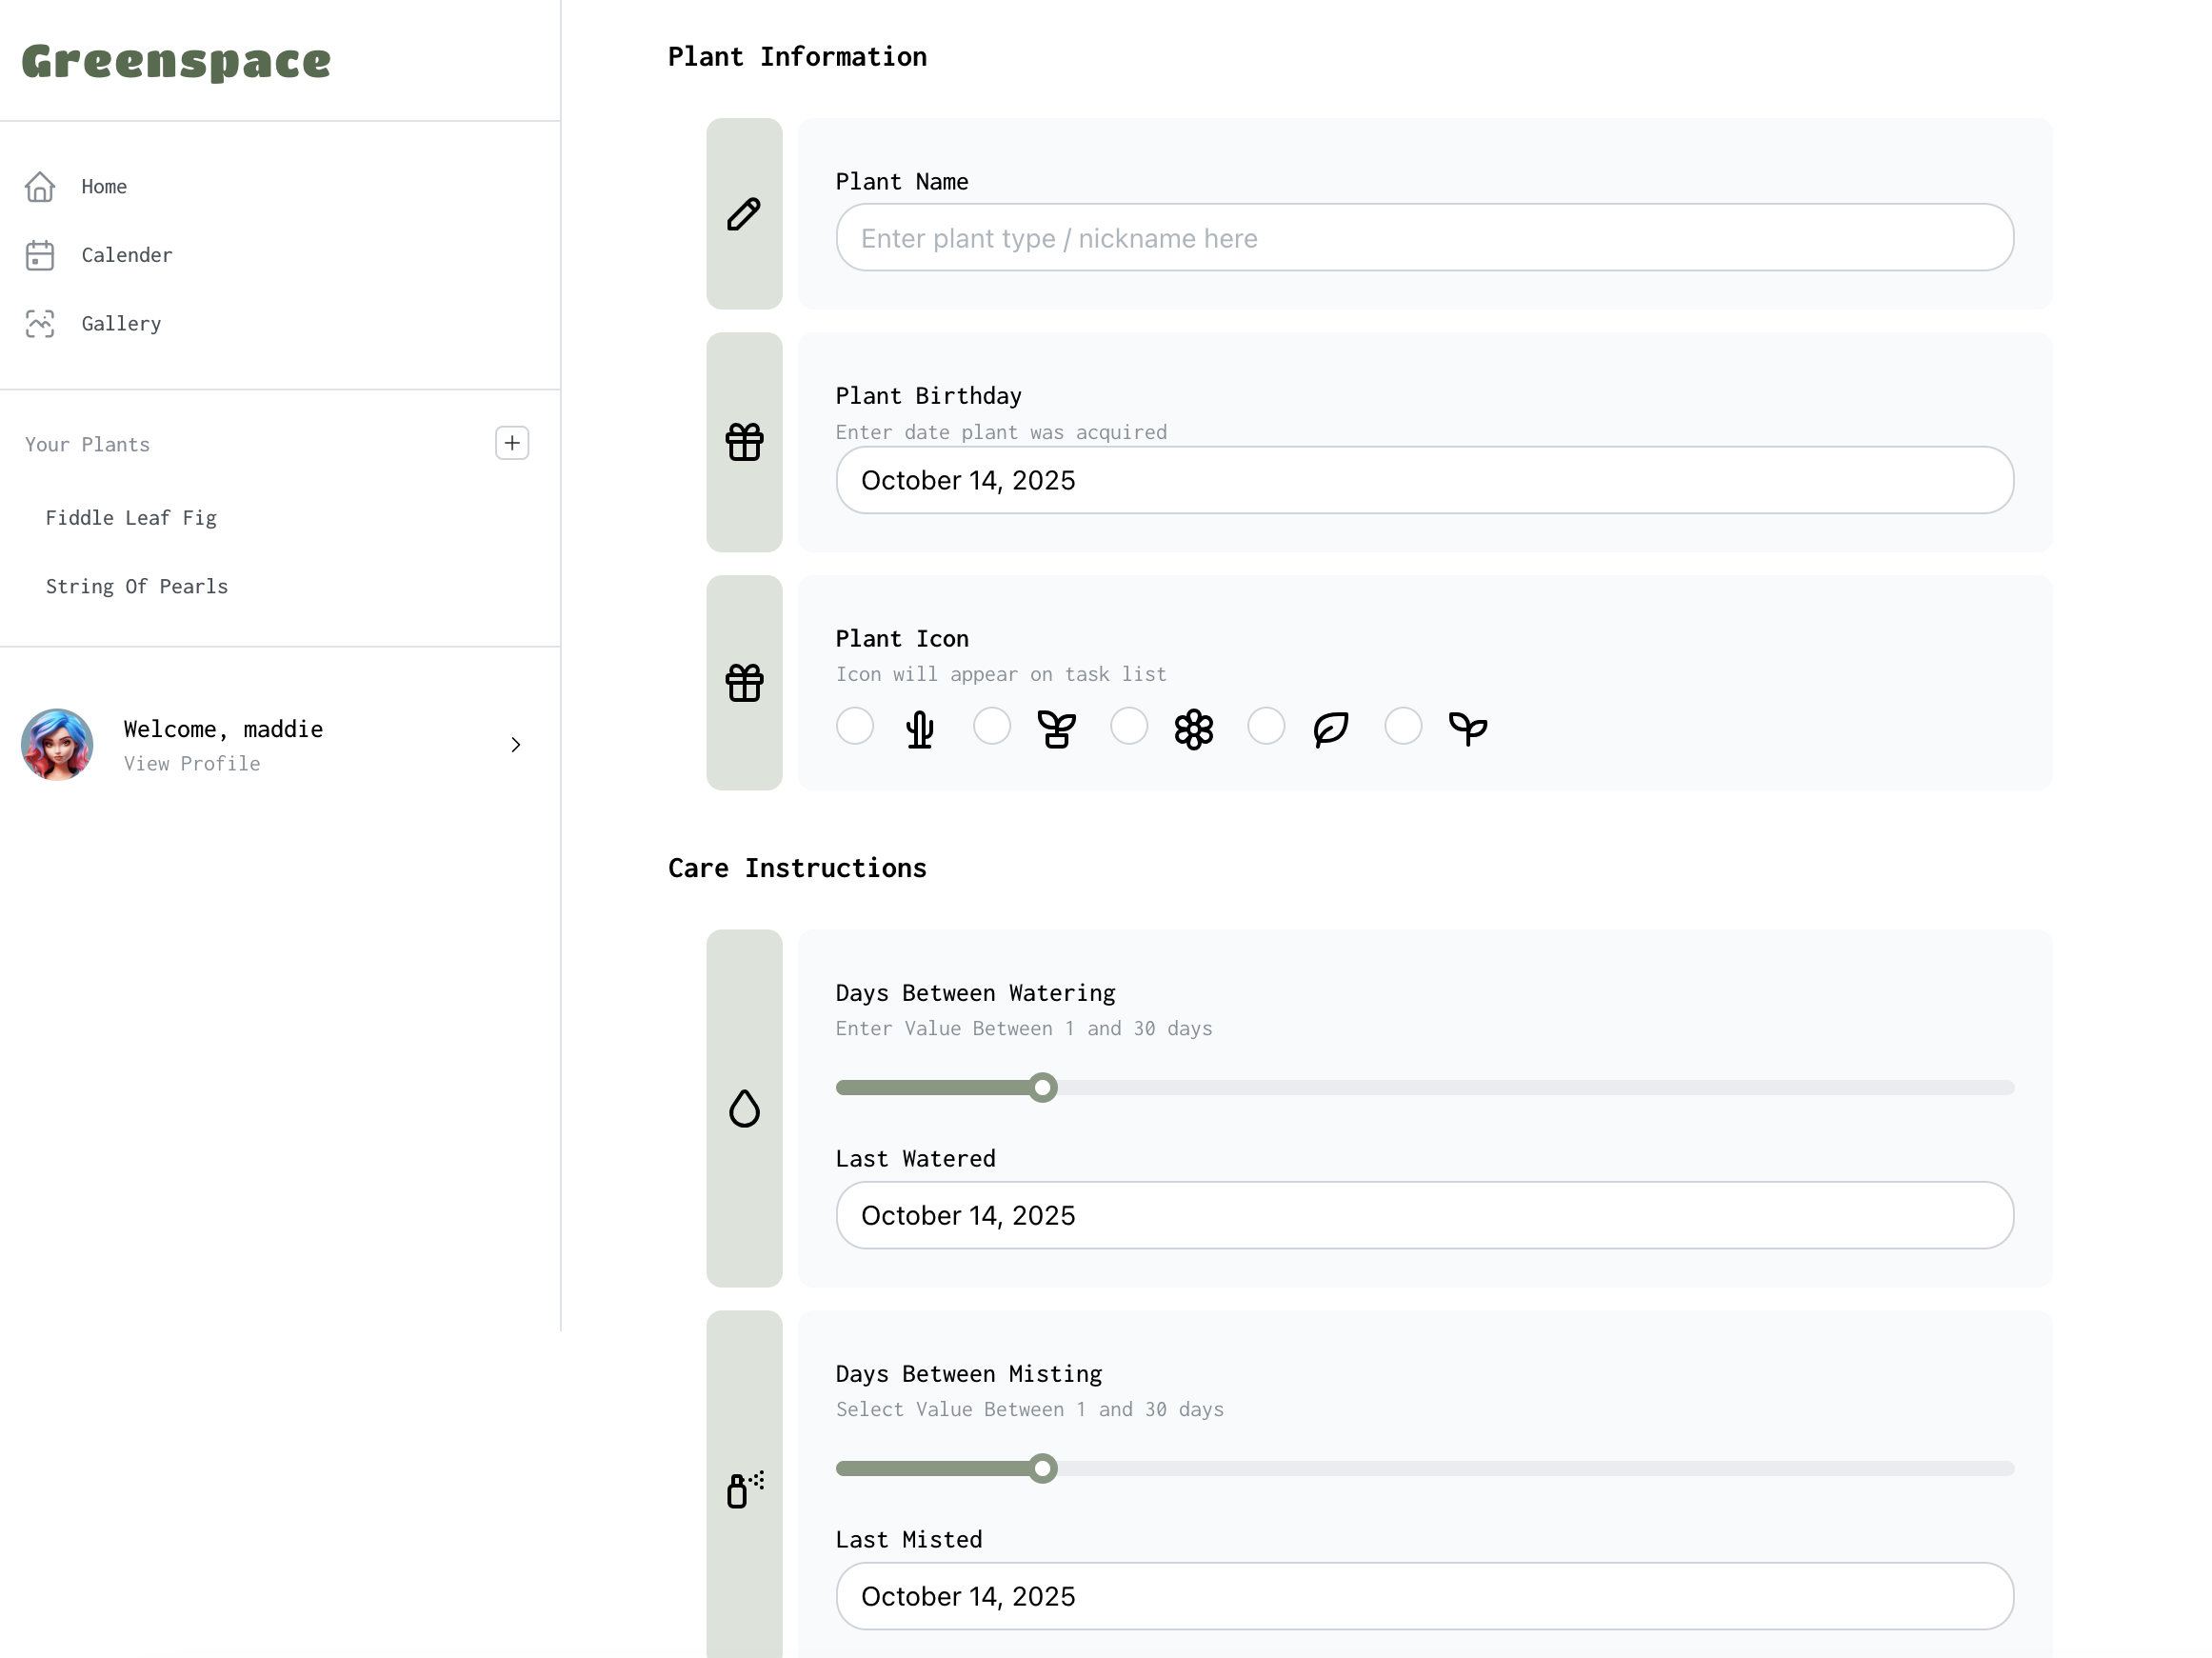 Greenspace
Home
Calender
Gallery
Your Plants
Fiddle Leaf Fig
String Of Pearls
Welcome, maddie
View Profile
Plant Information
Plant Name
Enter plant type / nickname here
Plant Birthday
Enter date plant was acquired
October 14, 2025
Plant Icon
Icon will appear on task list
Care Instructions
Days Between Watering
Enter Value Between 1 and 30 days
Last Watered
October 14, 2025
Days Between Misting
Select Value Between 1 and 30 days
Last Misted
October 14, 2025